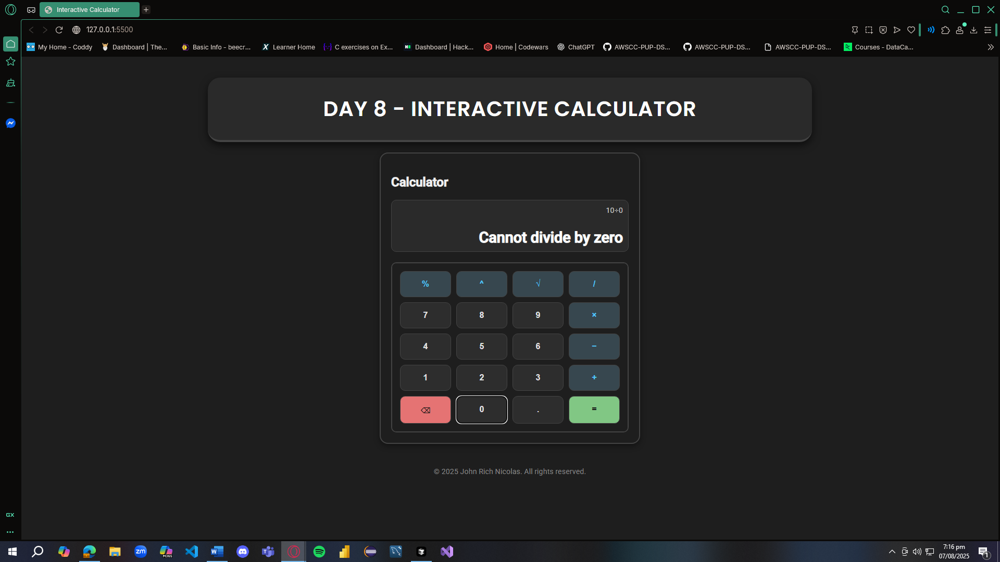 Interactive Calculator
127.0.0.1:5500
My Home - Coddy Dashboard | The... Basic Info - beecr... Learner Home C exercises on Ex... Dashboard | Hack... Home | Codewars ChatGPT AWSCC-PUP-DS... AWSCC-PUP-DS... AWSCC-PUP-DS... Courses - DataCa...
DAY 8 - INTERACTIVE CALCULATOR
Calculator
10÷0
Cannot divide by zero
% ^ √ /
7 8 9 ×
4 5 6 −
1 2 3 +
⌫ 0 . =
© 2025 John Rich Nicolas. All rights reserved.
GX
zm
M365
7:16 pm
07/08/2025
1